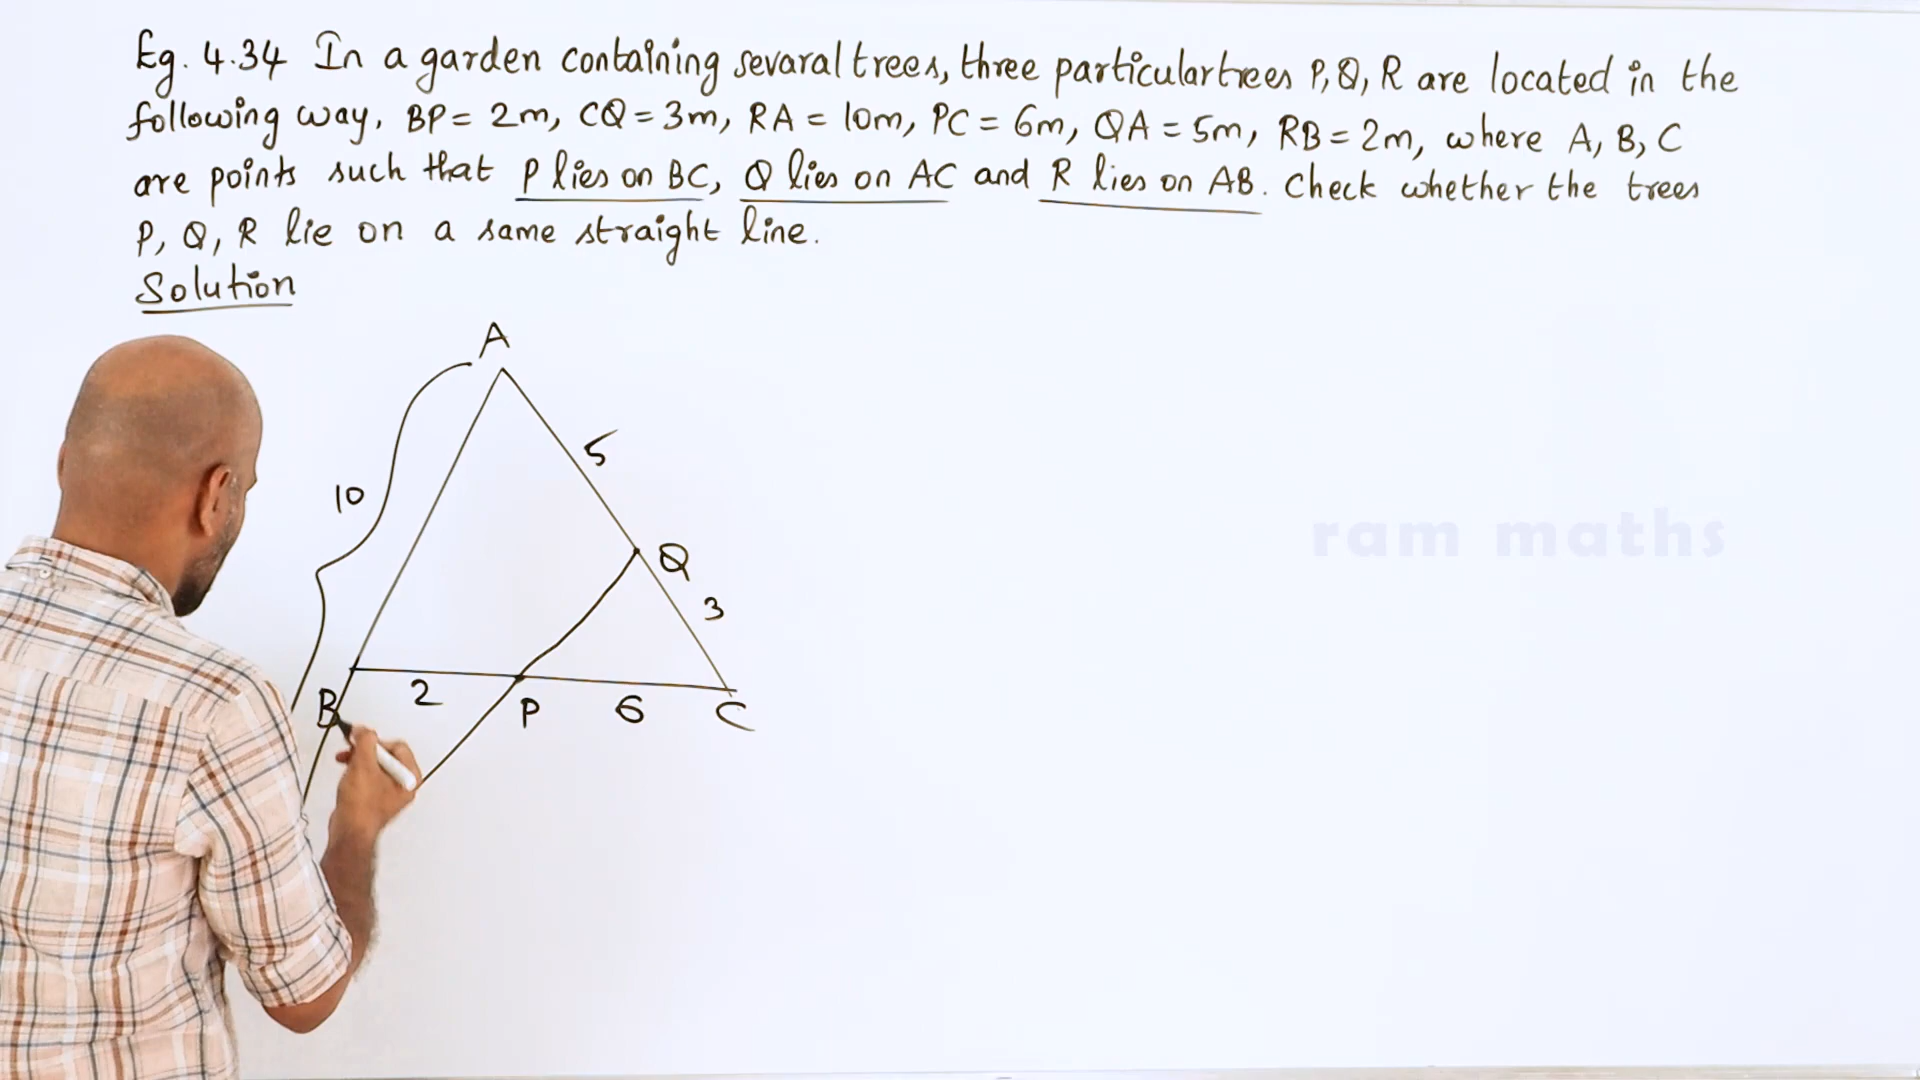 Eg. 4.34 In a garden containing sevaral trees, three particular trees P, Q, R are located in the
following way, BP = 2m, CQ = 3m, RA = 10m, PC = 6m, QA = 5m, RB = 2m, where A, B, C
are points such that P lies on BC, Q lies on AC and R lies on AB. Check whether the trees
P, Q, R lie on a same straight line.
Solution
A
5
10
Q
3
B 2 P 6 C
ram maths